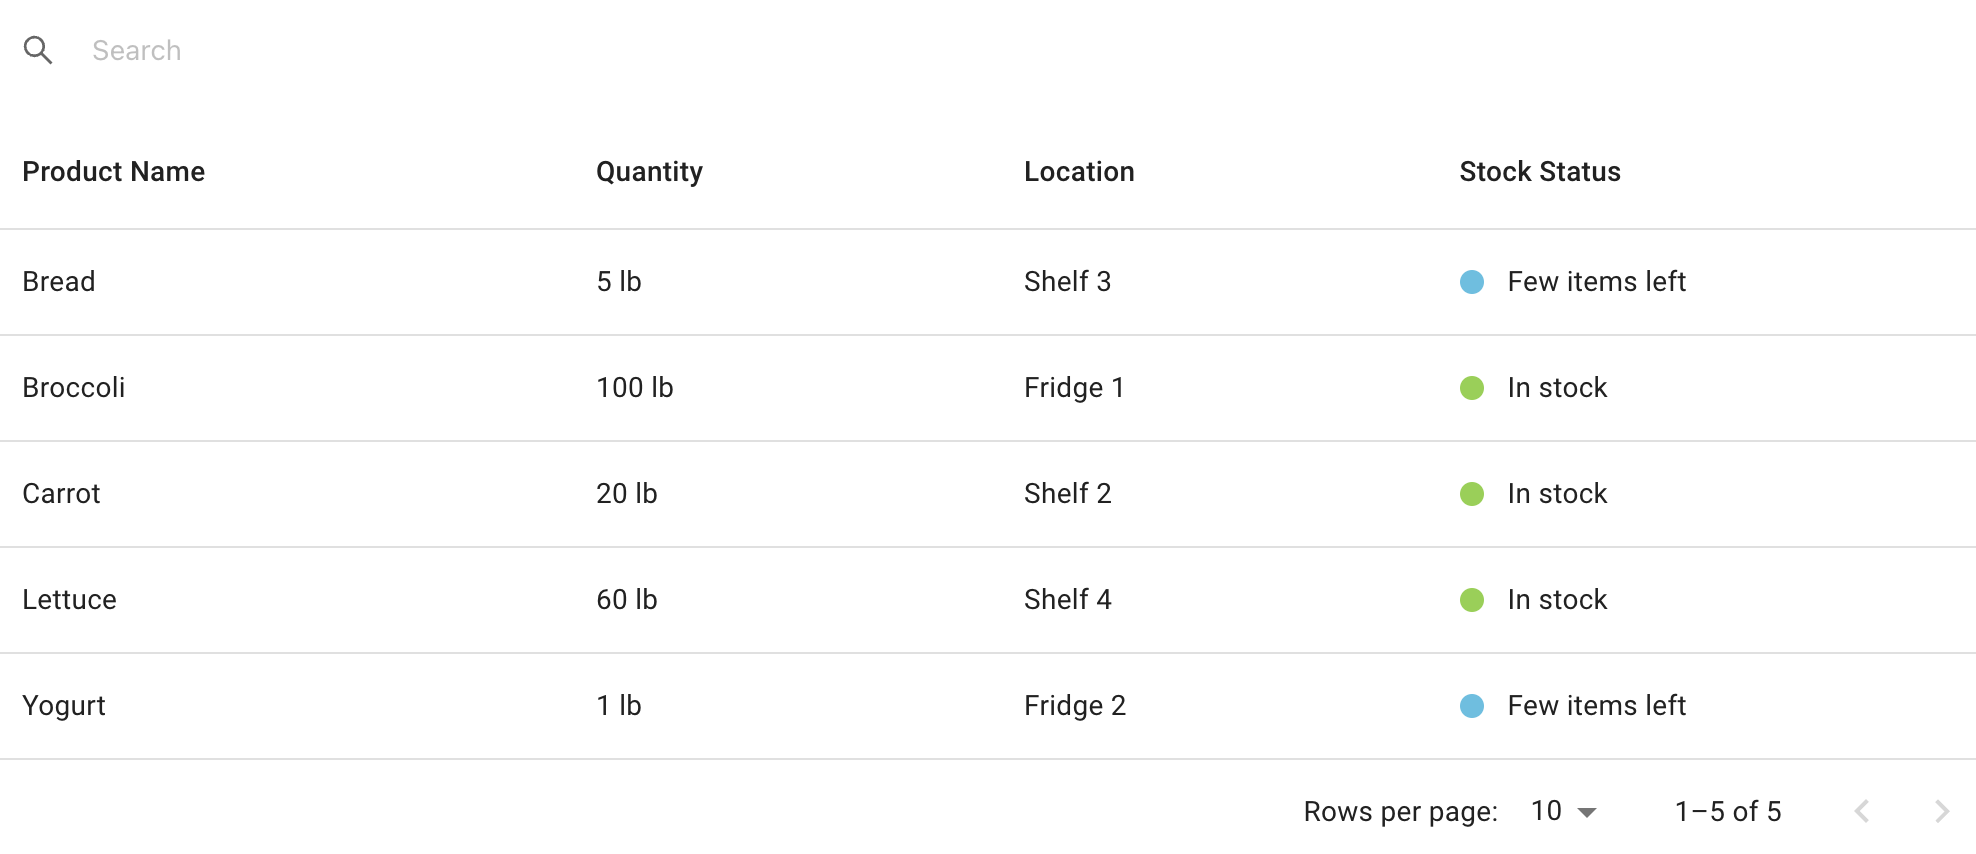 Search
Product Name Quantity Location Stock Status
Bread 5 lb Shelf 3 Few items left
Broccoli 100 lb Fridge 1 In stock
Carrot 20 lb Shelf 2 In stock
Lettuce 60 lb Shelf 4 In stock
Yogurt 1 lb Fridge 2 Few items left
Rows per page: 10 1–5 of 5